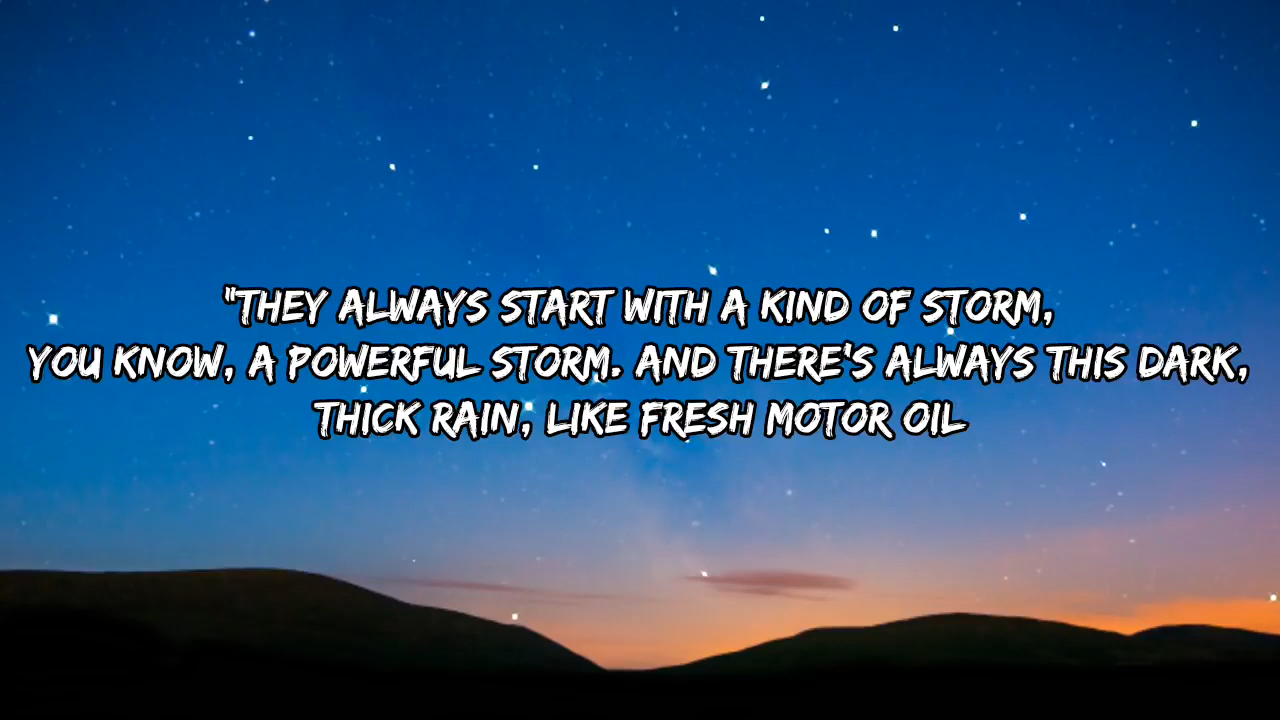 "THEY ALWAYS START WITH A KIND OF STORM,
YOU KNOW, A POWERFUL STORM. AND THERE'S ALWAYS THIS DARK,
THICK RAIN, LIKE FRESH MOTOR OIL